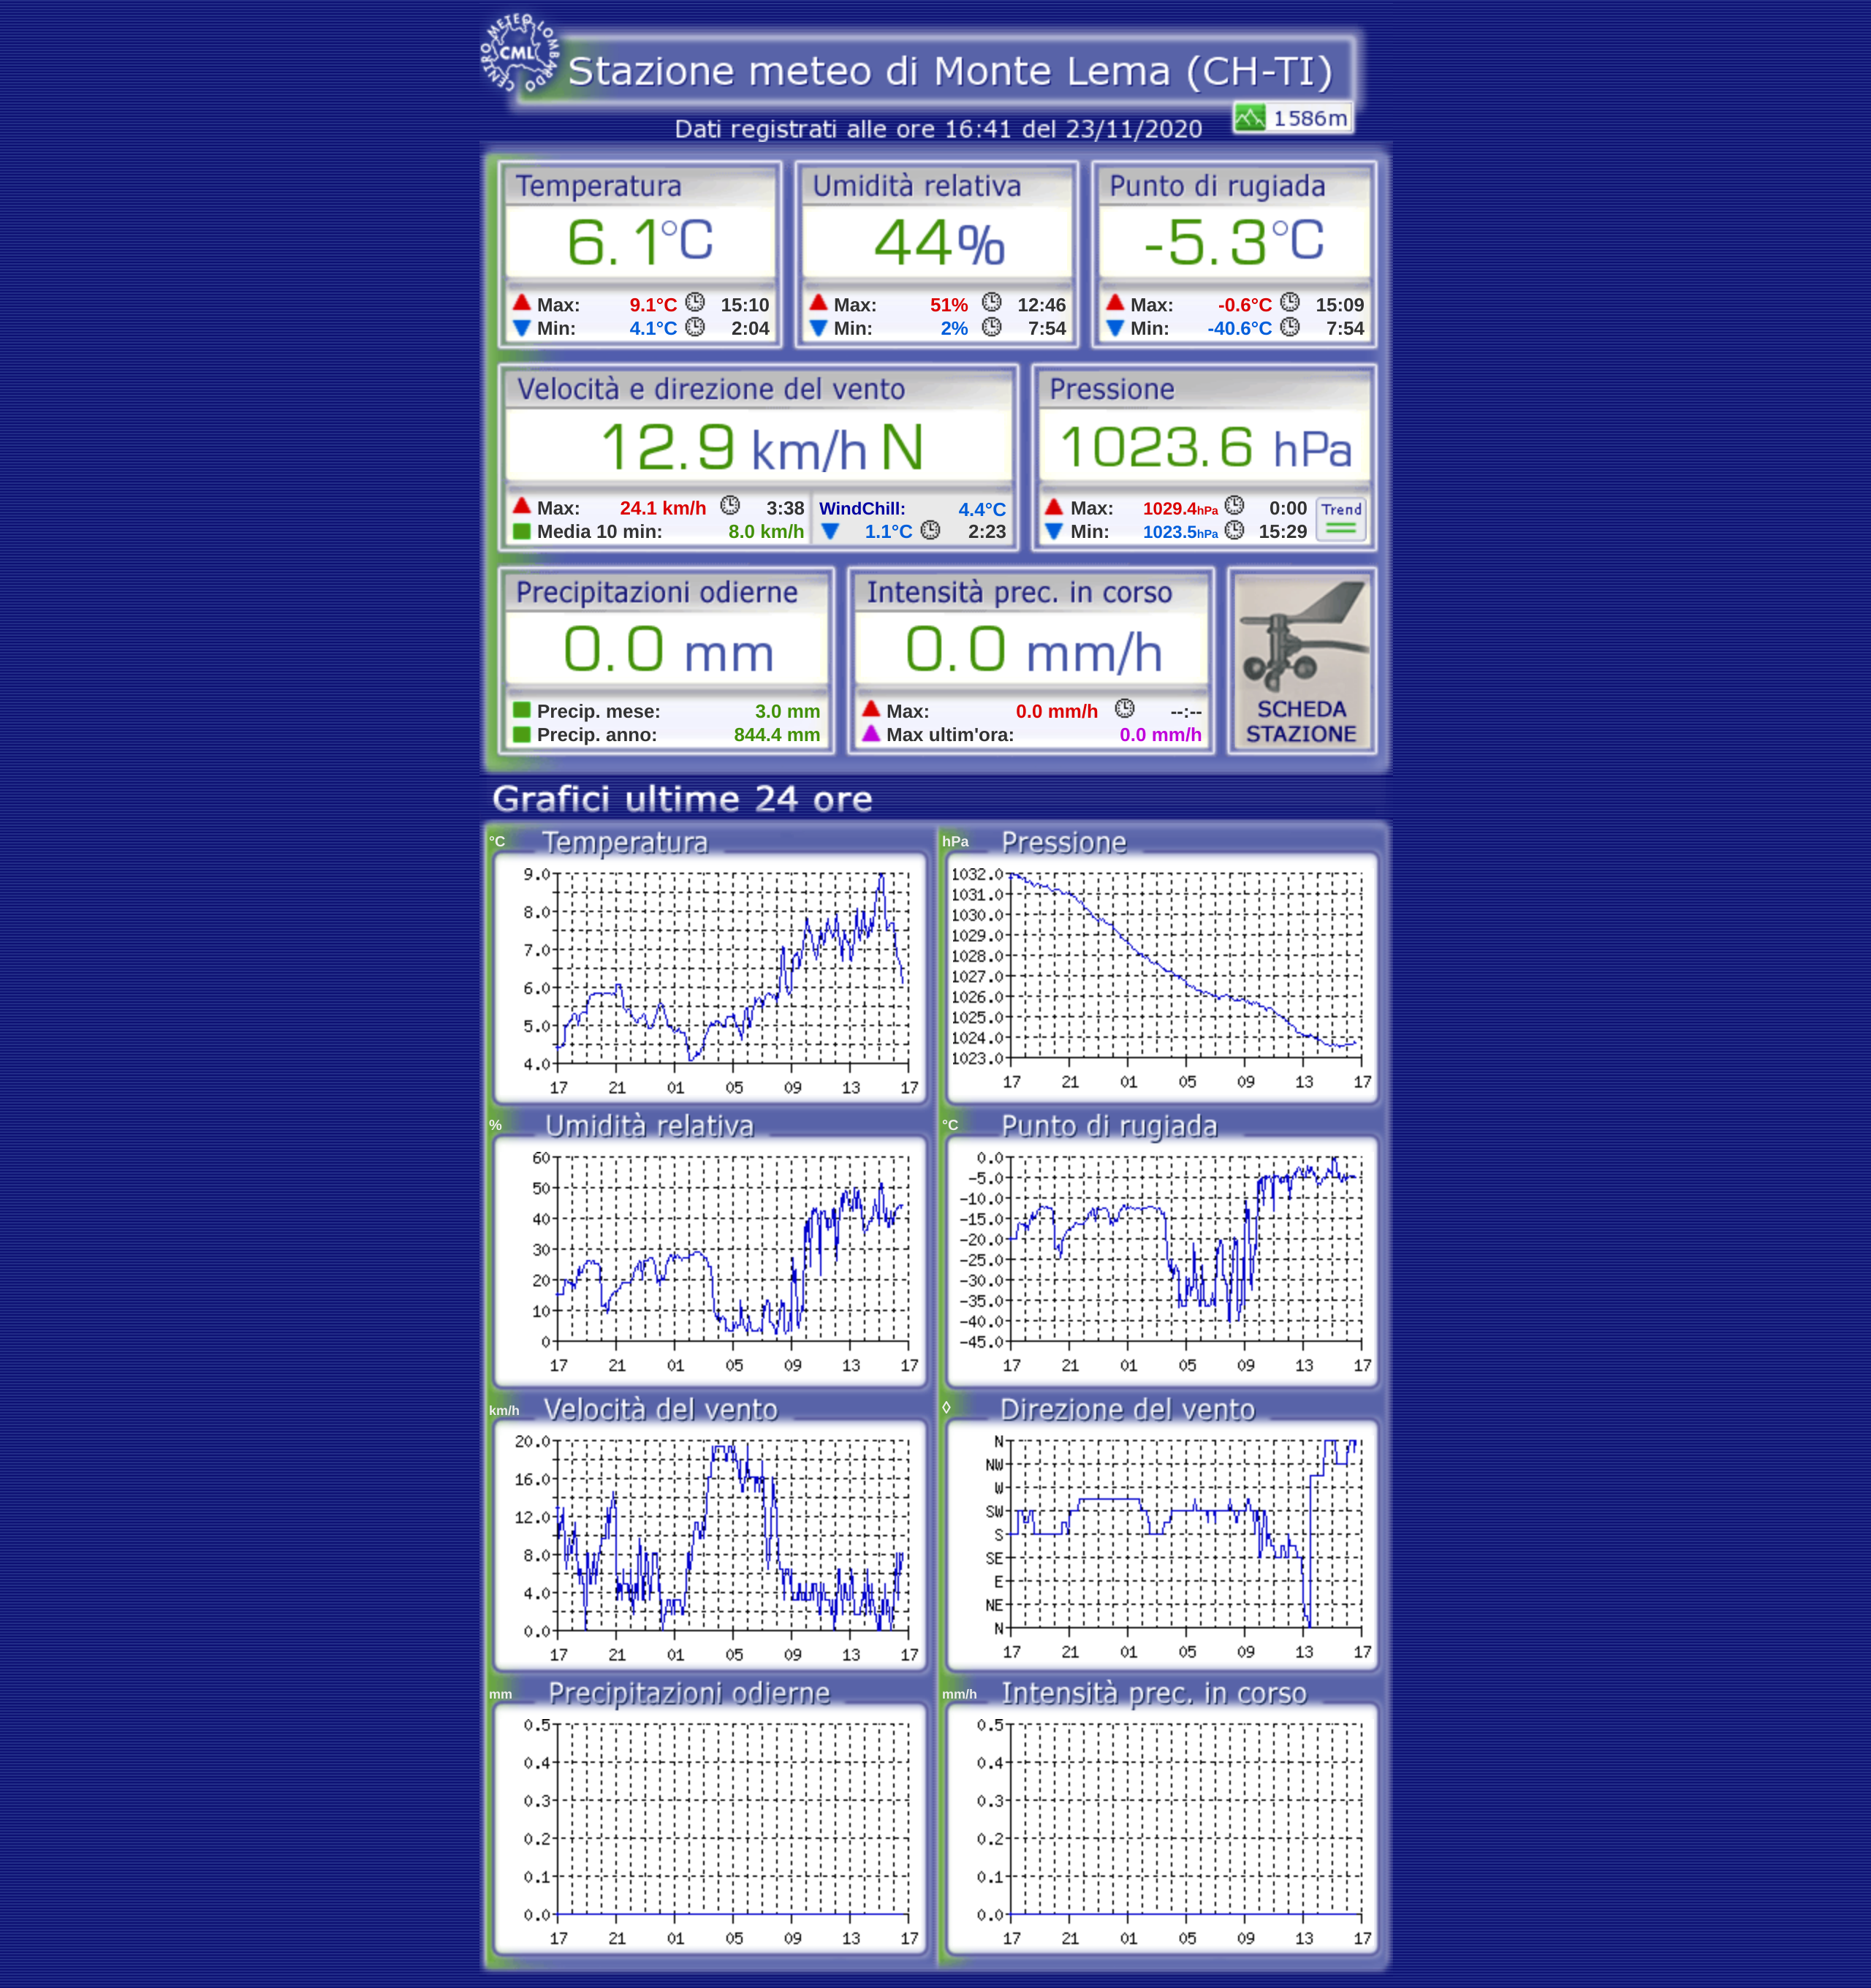 CENTRO METEO LOMBARDO
CML
Stazione meteo di Monte Lema (CH-TI)
1586m
Dati registrati alle ore 16:41 del 23/11/2020
Temperatura Umidità relativa Punto di rugiada
6.1°C 44% -5.3°C
Max: 9.1°C 15:10 Max: 51% 12:46 Max: -0.6°C 15:09
Min: 4.1°C 2:04 Min: 2% 7:54 Min: -40.6°C 7:54
Velocità e direzione del vento Pressione
12.9 km/h N 1023.6 hPa
Max: 24.1 km/h 3:38 WindChill: 4.4°C Max: 1029.4hPa 0:00 Trend
Media 10 min: 8.0 km/h 1.1°C 2:23 Min: 1023.5hPa 15:29
Precipitazioni odierne Intensità prec. in corso
0.0 mm 0.0 mm/h
Precip. mese: 3.0 mm Max: 0.0 mm/h --:-- SCHEDA
Precip. anno: 844.4 mm Max ultim'ora: 0.0 mm/h STAZIONE
Grafici ultime 24 ore
°C Temperatura
9.0
8.0
7.0
6.0
5.0
4.0
17 21 01 05 09 13 17
hPa Pressione
1032.0
1031.0
1030.0
1029.0
1028.0
1027.0
1026.0
1025.0
1024.0
1023.0
17 21 01 05 09 13 17
% Umidità relativa
60
50
40
30
20
10
0
17 21 01 05 09 13 17
°C Punto di rugiada
0.0
-5.0
-10.0
-15.0
-20.0
-25.0
-30.0
-35.0
-40.0
-45.0
17 21 01 05 09 13 17
km/h Velocità del vento
20.0
16.0
12.0
8.0
4.0
0.0
17 21 01 05 09 13 17
◊ Direzione del vento
N
NW
W
SW
S
SE
E
NE
N
17 21 01 05 09 13 17
mm Precipitazioni odierne
0.5
0.4
0.3
0.2
0.1
0.0
17 21 01 05 09 13 17
mm/h Intensità prec. in corso
0.5
0.4
0.3
0.2
0.1
0.0
17 21 01 05 09 13 17